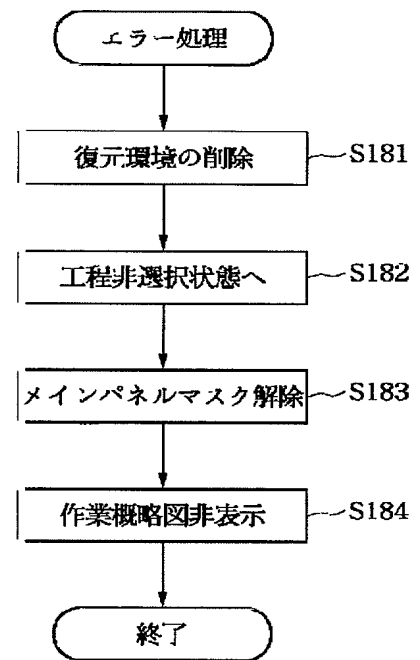 エラー処理
復元環境の削除 S181
工程非選択状態へ S182
メインパネルマスク解除 S183
作業概略図非表示 S184
終了